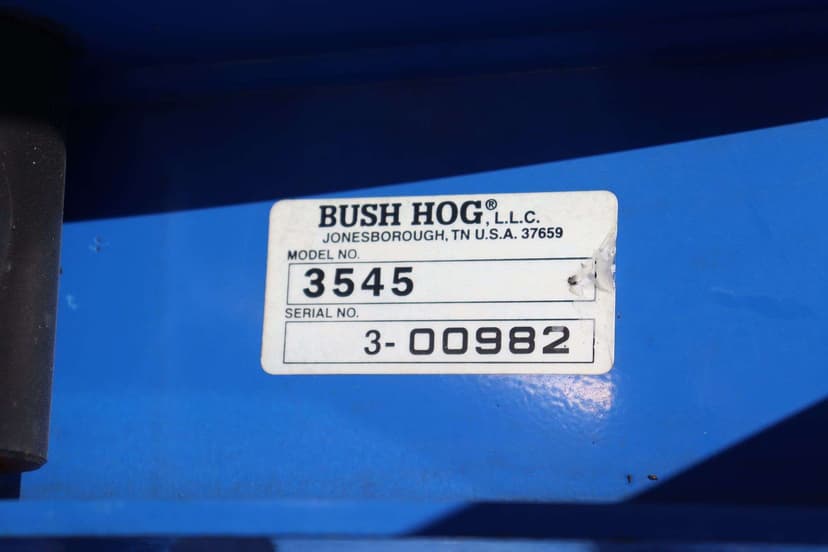 BUSH HOG®, L.L.C.
JONESBOROUGH, TN U.S.A. 37659
MODEL NO.
3545
SERIAL NO.
3-00982